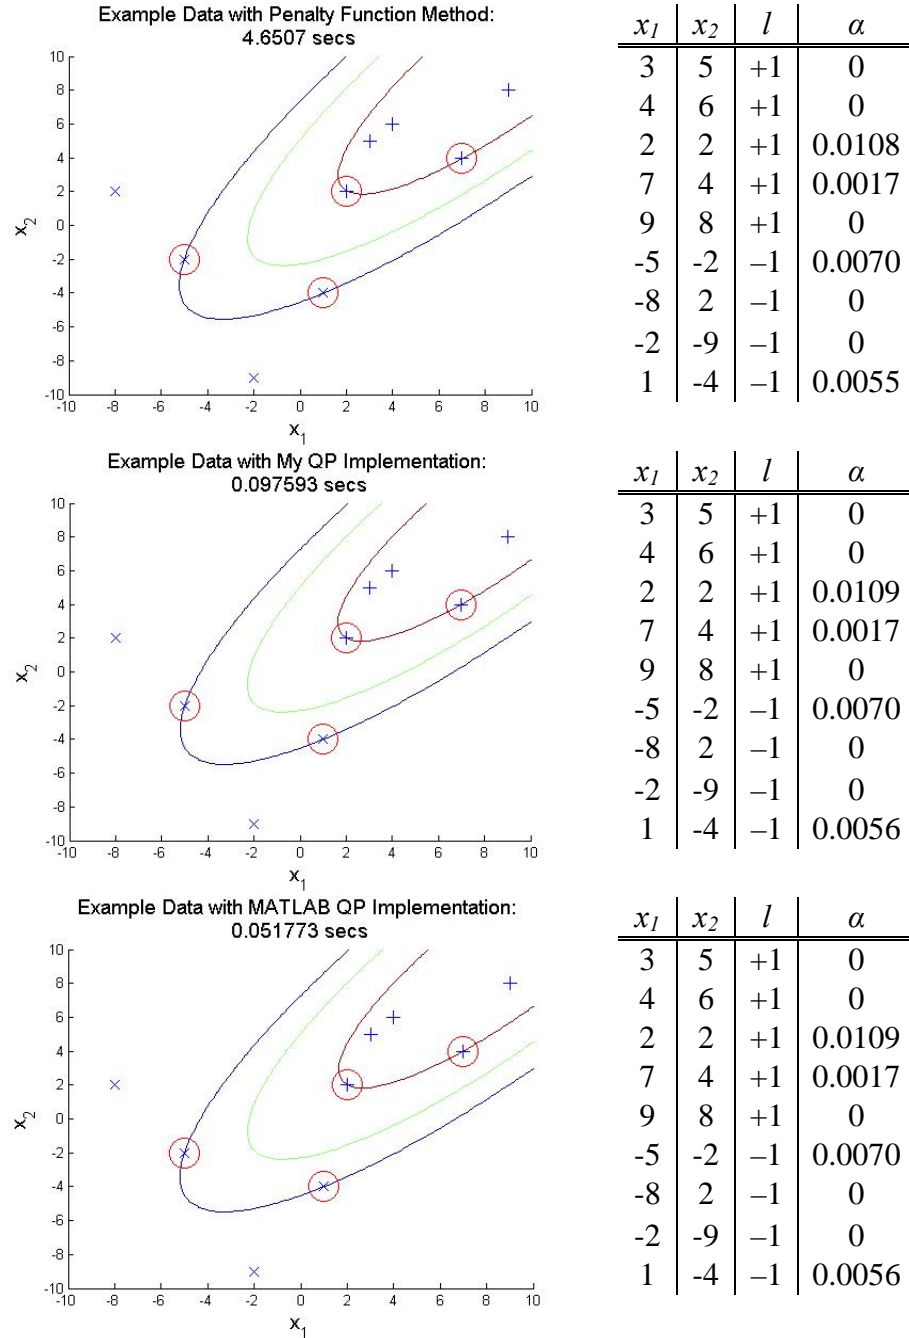 Example Data with Penalty Function Method:
4.6507 secs
10
8
6
4
2
0
-2
-4
-6
-8
-10
x2
-10 -8 -6 -4 -2 0 2 4 6 8 10
x1
x1 x2 l α
3 5 +1 0
4 6 +1 0
2 2 +1 0.0108
7 4 +1 0.0017
9 8 +1 0
-5 -2 –1 0.0070
-8 2 –1 0
-2 -9 –1 0
1 -4 –1 0.0055
Example Data with My QP Implementation:
0.097593 secs
10
8
6
4
2
0
-2
-4
-6
-8
-10
x2
-10 -8 -6 -4 -2 0 2 4 6 8 10
x1
x1 x2 l α
3 5 +1 0
4 6 +1 0
2 2 +1 0.0109
7 4 +1 0.0017
9 8 +1 0
-5 -2 –1 0.0070
-8 2 –1 0
-2 -9 –1 0
1 -4 –1 0.0056
Example Data with MATLAB QP Implementation:
0.051773 secs
10
8
6
4
2
0
-2
-4
-6
-8
-10
x2
-10 -8 -6 -4 -2 0 2 4 6 8 10
x1
x1 x2 l α
3 5 +1 0
4 6 +1 0
2 2 +1 0.0109
7 4 +1 0.0017
9 8 +1 0
-5 -2 –1 0.0070
-8 2 –1 0
-2 -9 –1 0
1 -4 –1 0.0056